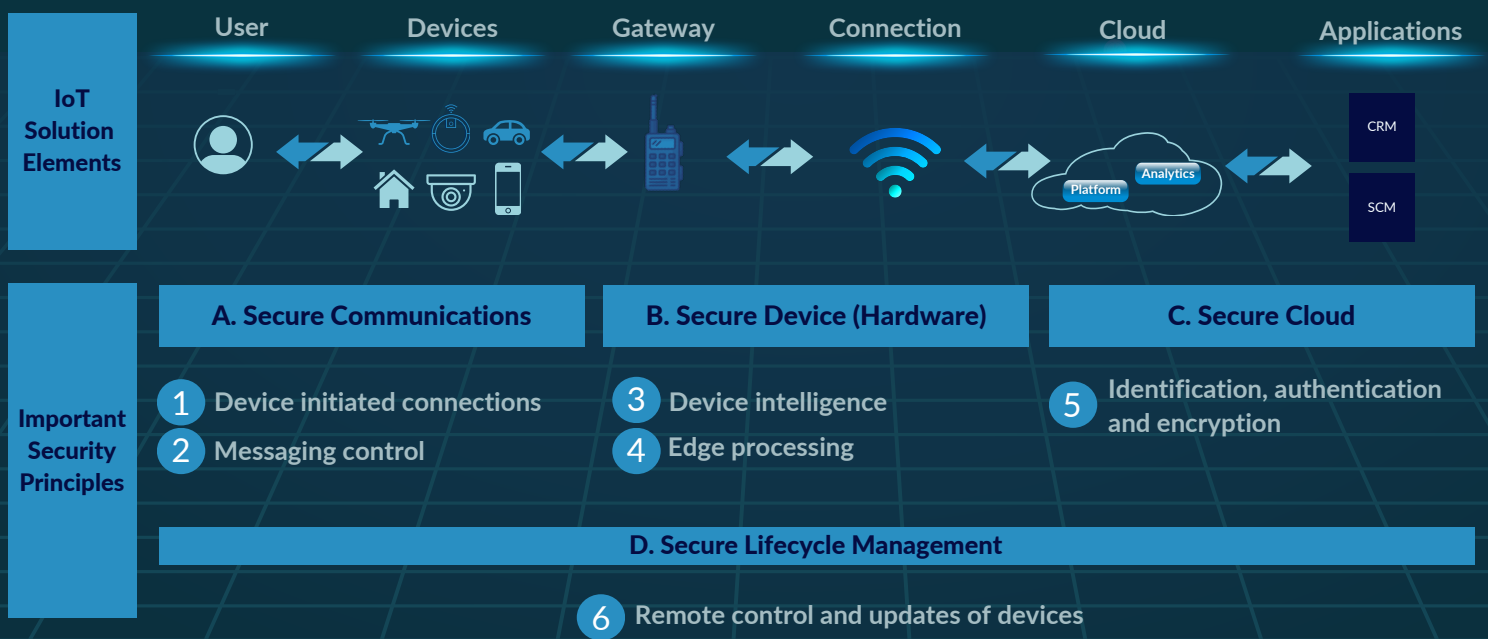 User
Devices
Gateway
Connection
Cloud
Applications
IoT
Solution
Elements
CRM
Analytics
Platform
SCM
A. Secure Communications
B. Secure Device (Hardware)
C. Secure Cloud
Important
Security
Principles
1 Device initiated connections
2 Messaging control
3 Device intelligence
4 Edge processing
5 Identification, authentication
and encryption
D. Secure Lifecycle Management
6 Remote control and updates of devices